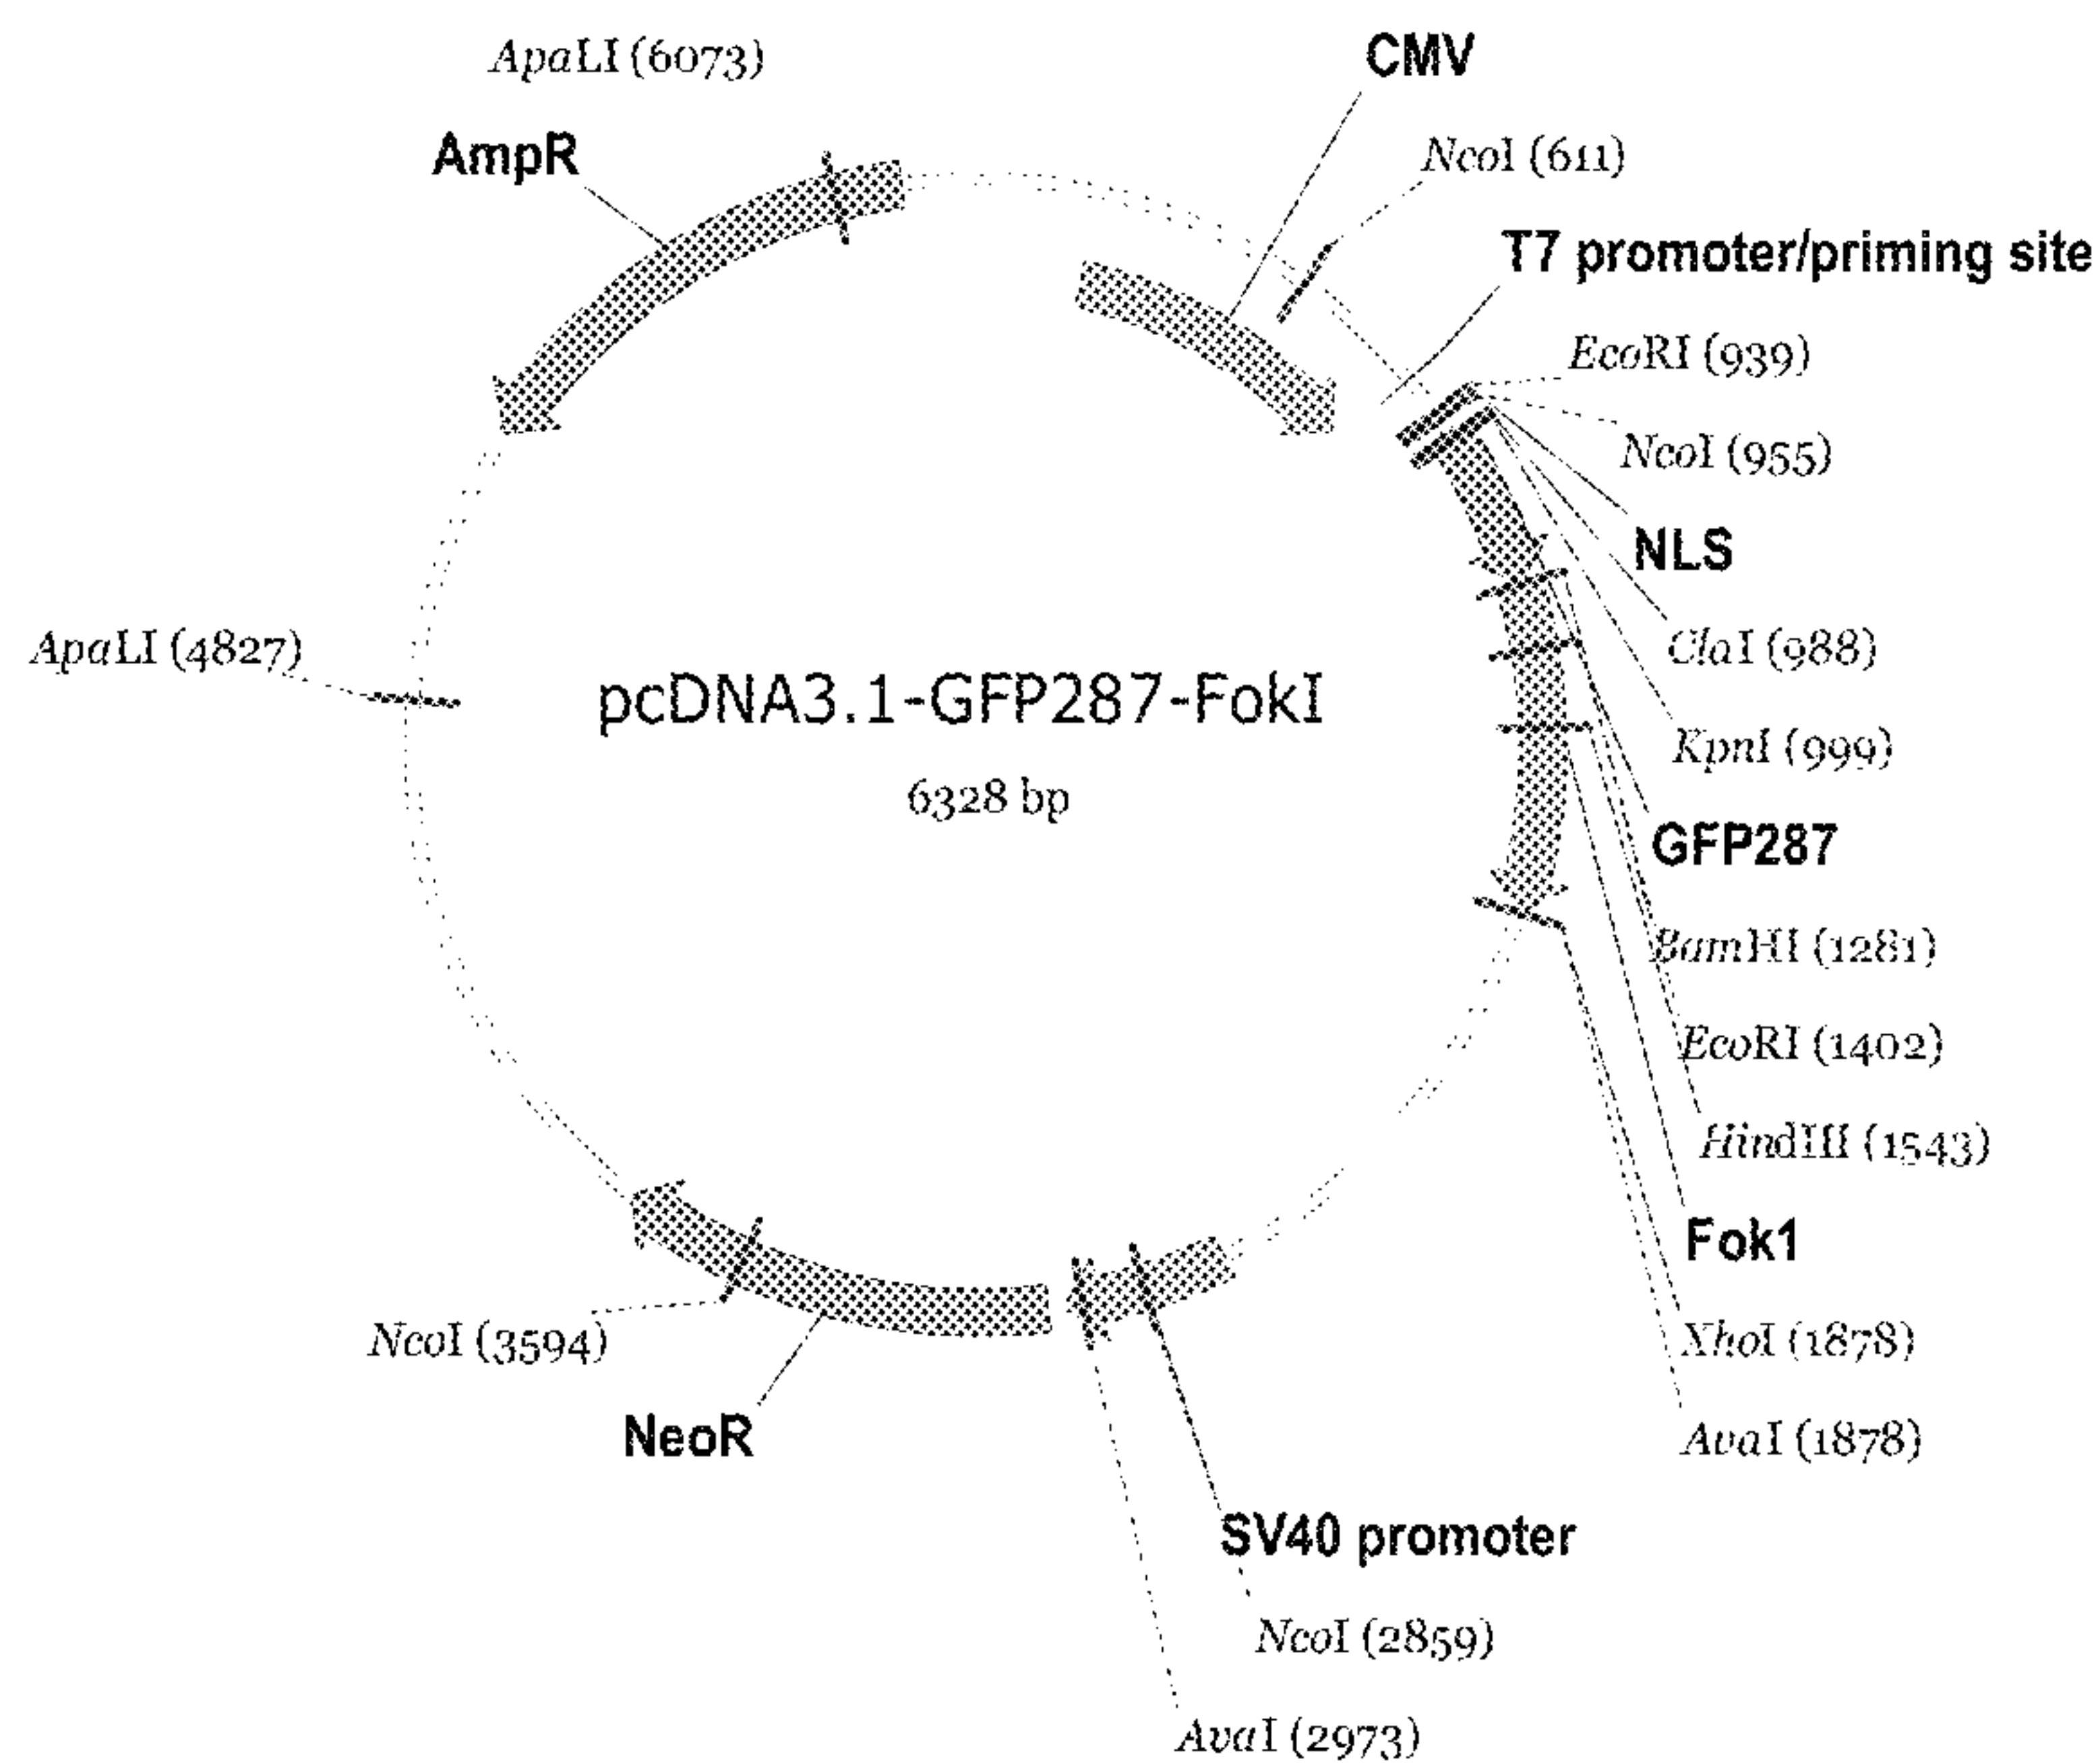 ApaLI (6073)
CMV
AmpR
NcoI (611)
T7 promoter/priming site
EcoRI (939)
NcoI (955)
NLS
ClaI (988)
ApaLI (4827)
pcDNA3.1-GFP287-FokI
KpnI (999)
6328 bp
GFP287
BamHI (1281)
EcoRI (1402)
HindIII (1543)
Fok1
NcoI (3594)
XhoI (1878)
NeoR
AvaI (1878)
SV40 promoter
NcoI (2859)
AvaI (2973)